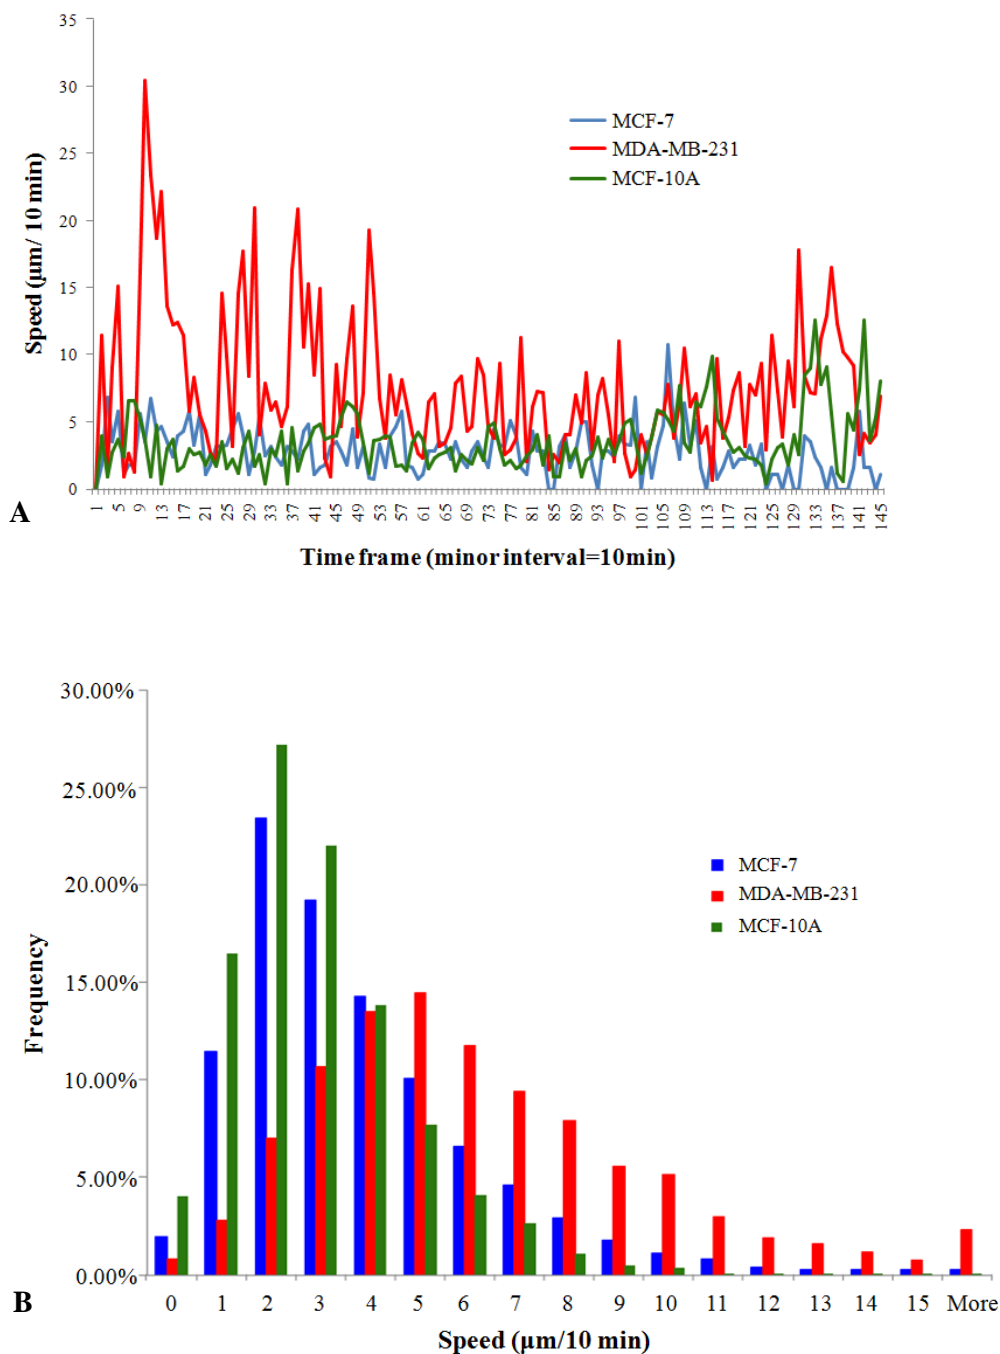 35
30
25
20
15
10
5
0
Speed (µm/ 10 min)
MCF-7
MDA-MB-231
MCF-10A
1 5 9 13 17 21 25 29 33 37 41 45 49 53 57 61 65 69 73 77 81 85 89 93 97 101 105 109 113 117 121 125 129 133 137 141 145
A
Time frame (minor interval=10min)
30.00%
25.00%
20.00%
15.00%
10.00%
5.00%
0.00%
Frequency
MCF-7
MDA-MB-231
MCF-10A
0 1 2 3 4 5 6 7 8 9 10 11 12 13 14 15 More
B
Speed (µm/10 min)